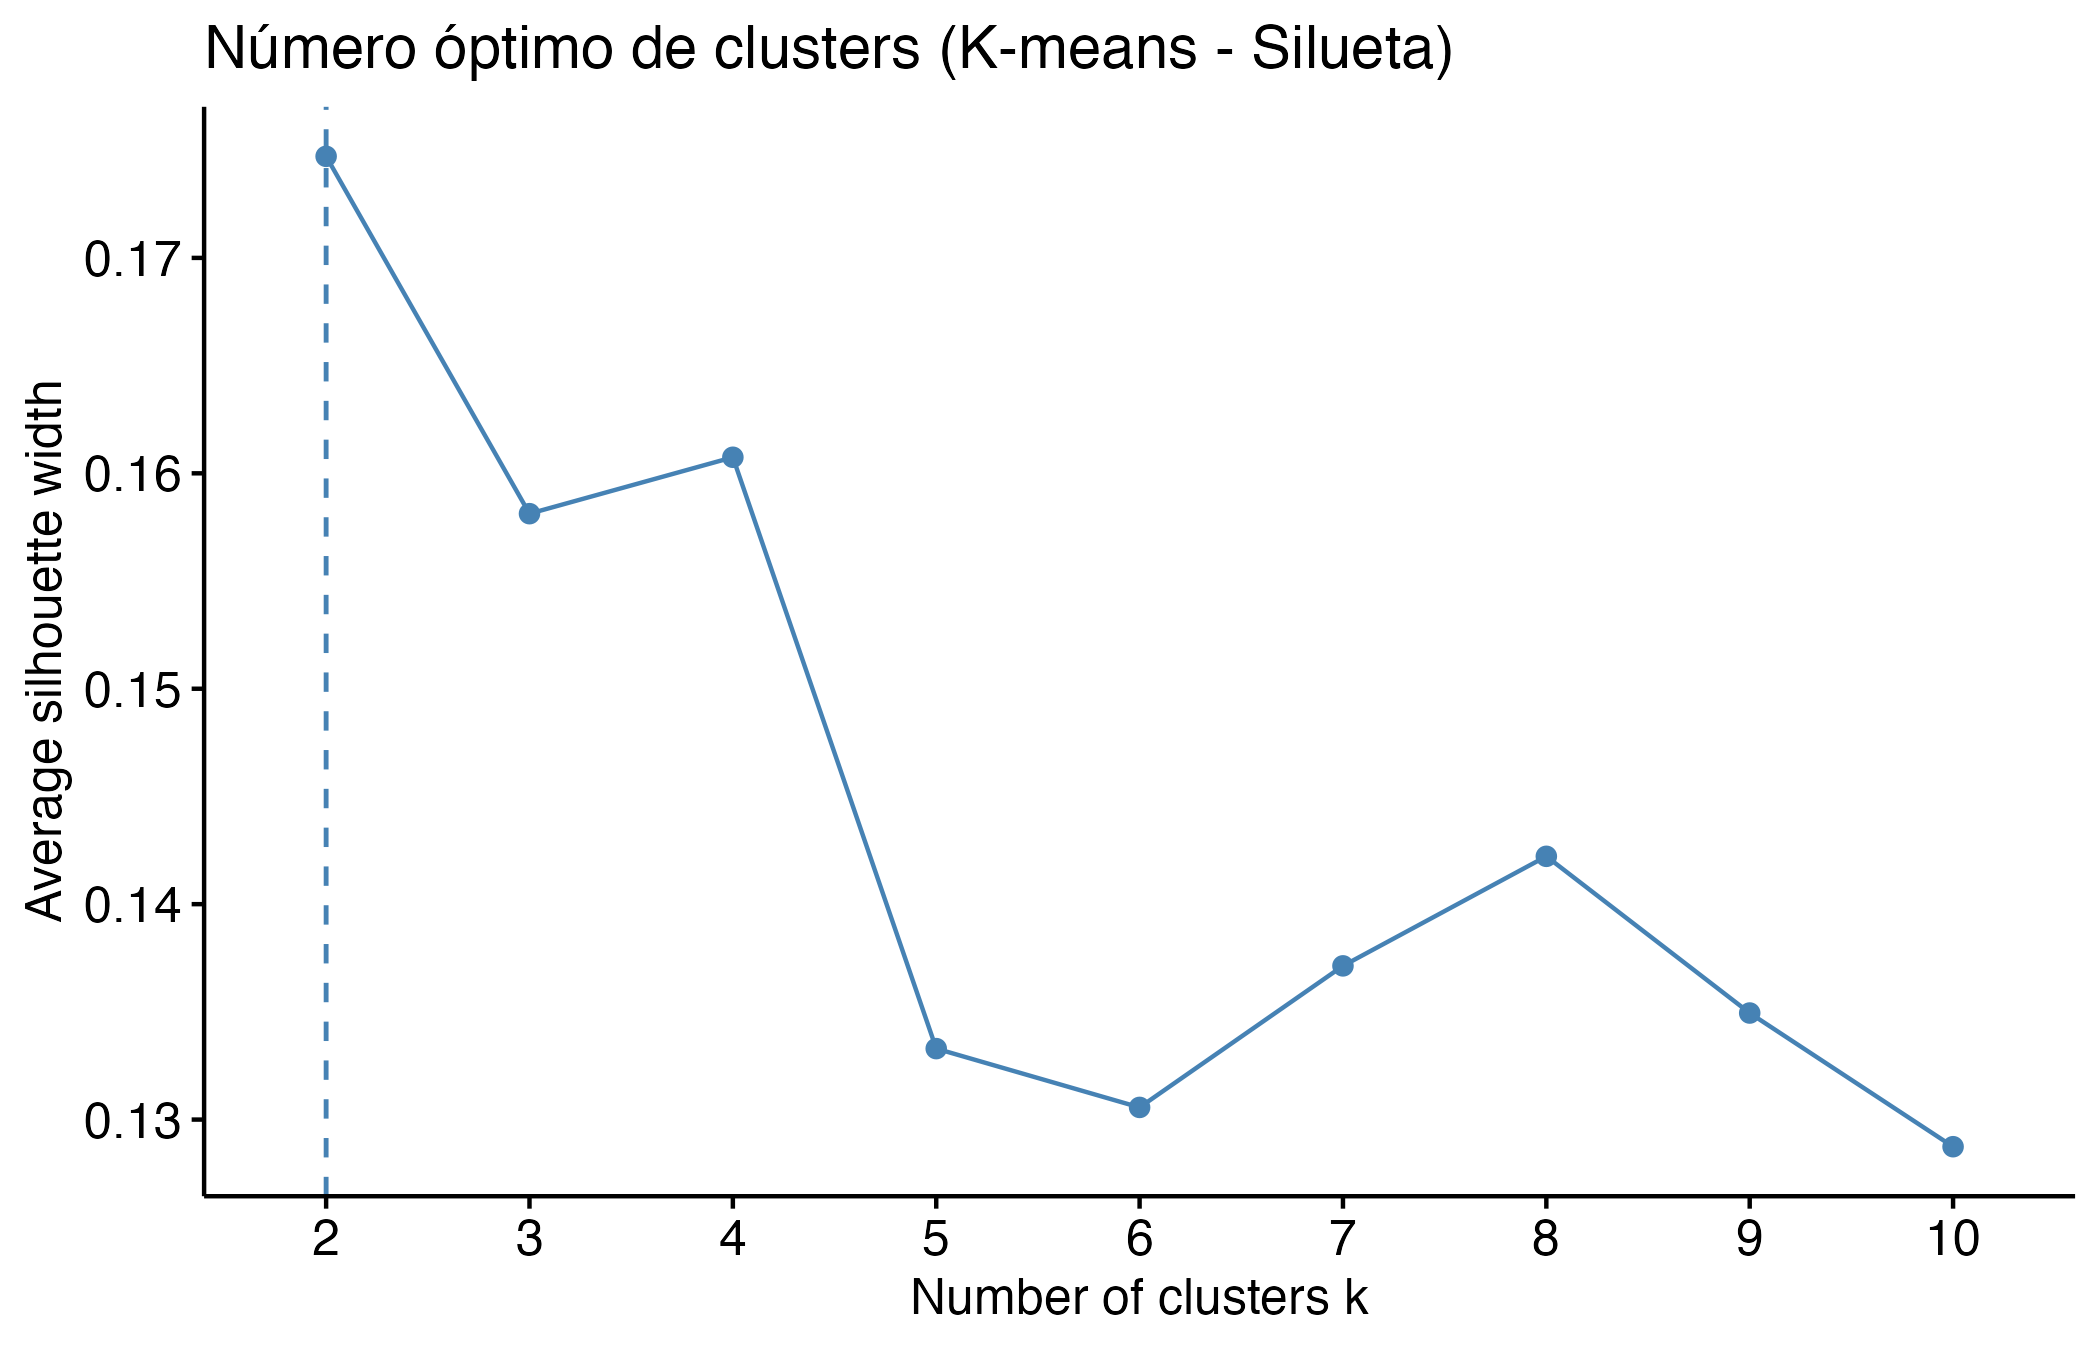 Número óptimo de clusters (K-means - Silueta)
Average silhouette width
0.17
0.16
0.15
0.14
0.13
2 3 4 5 6 7 8 9 10
Number of clusters k